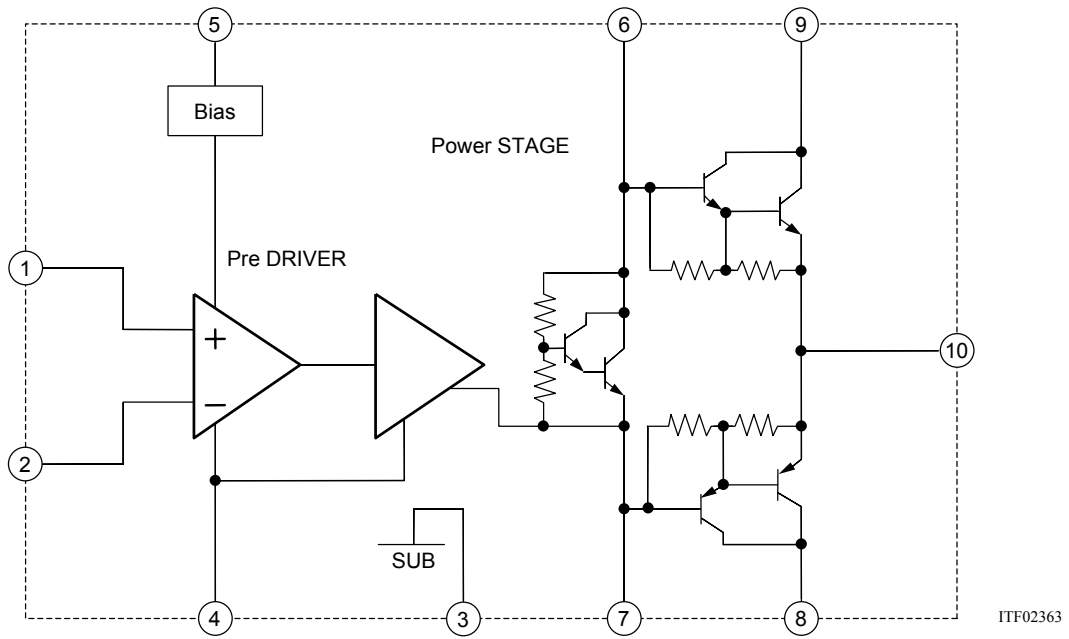 5
6
9
Bias
Power STAGE
Pre DRIVER
1
+
−
10
2
SUB
4
3
7
8
ITF02363